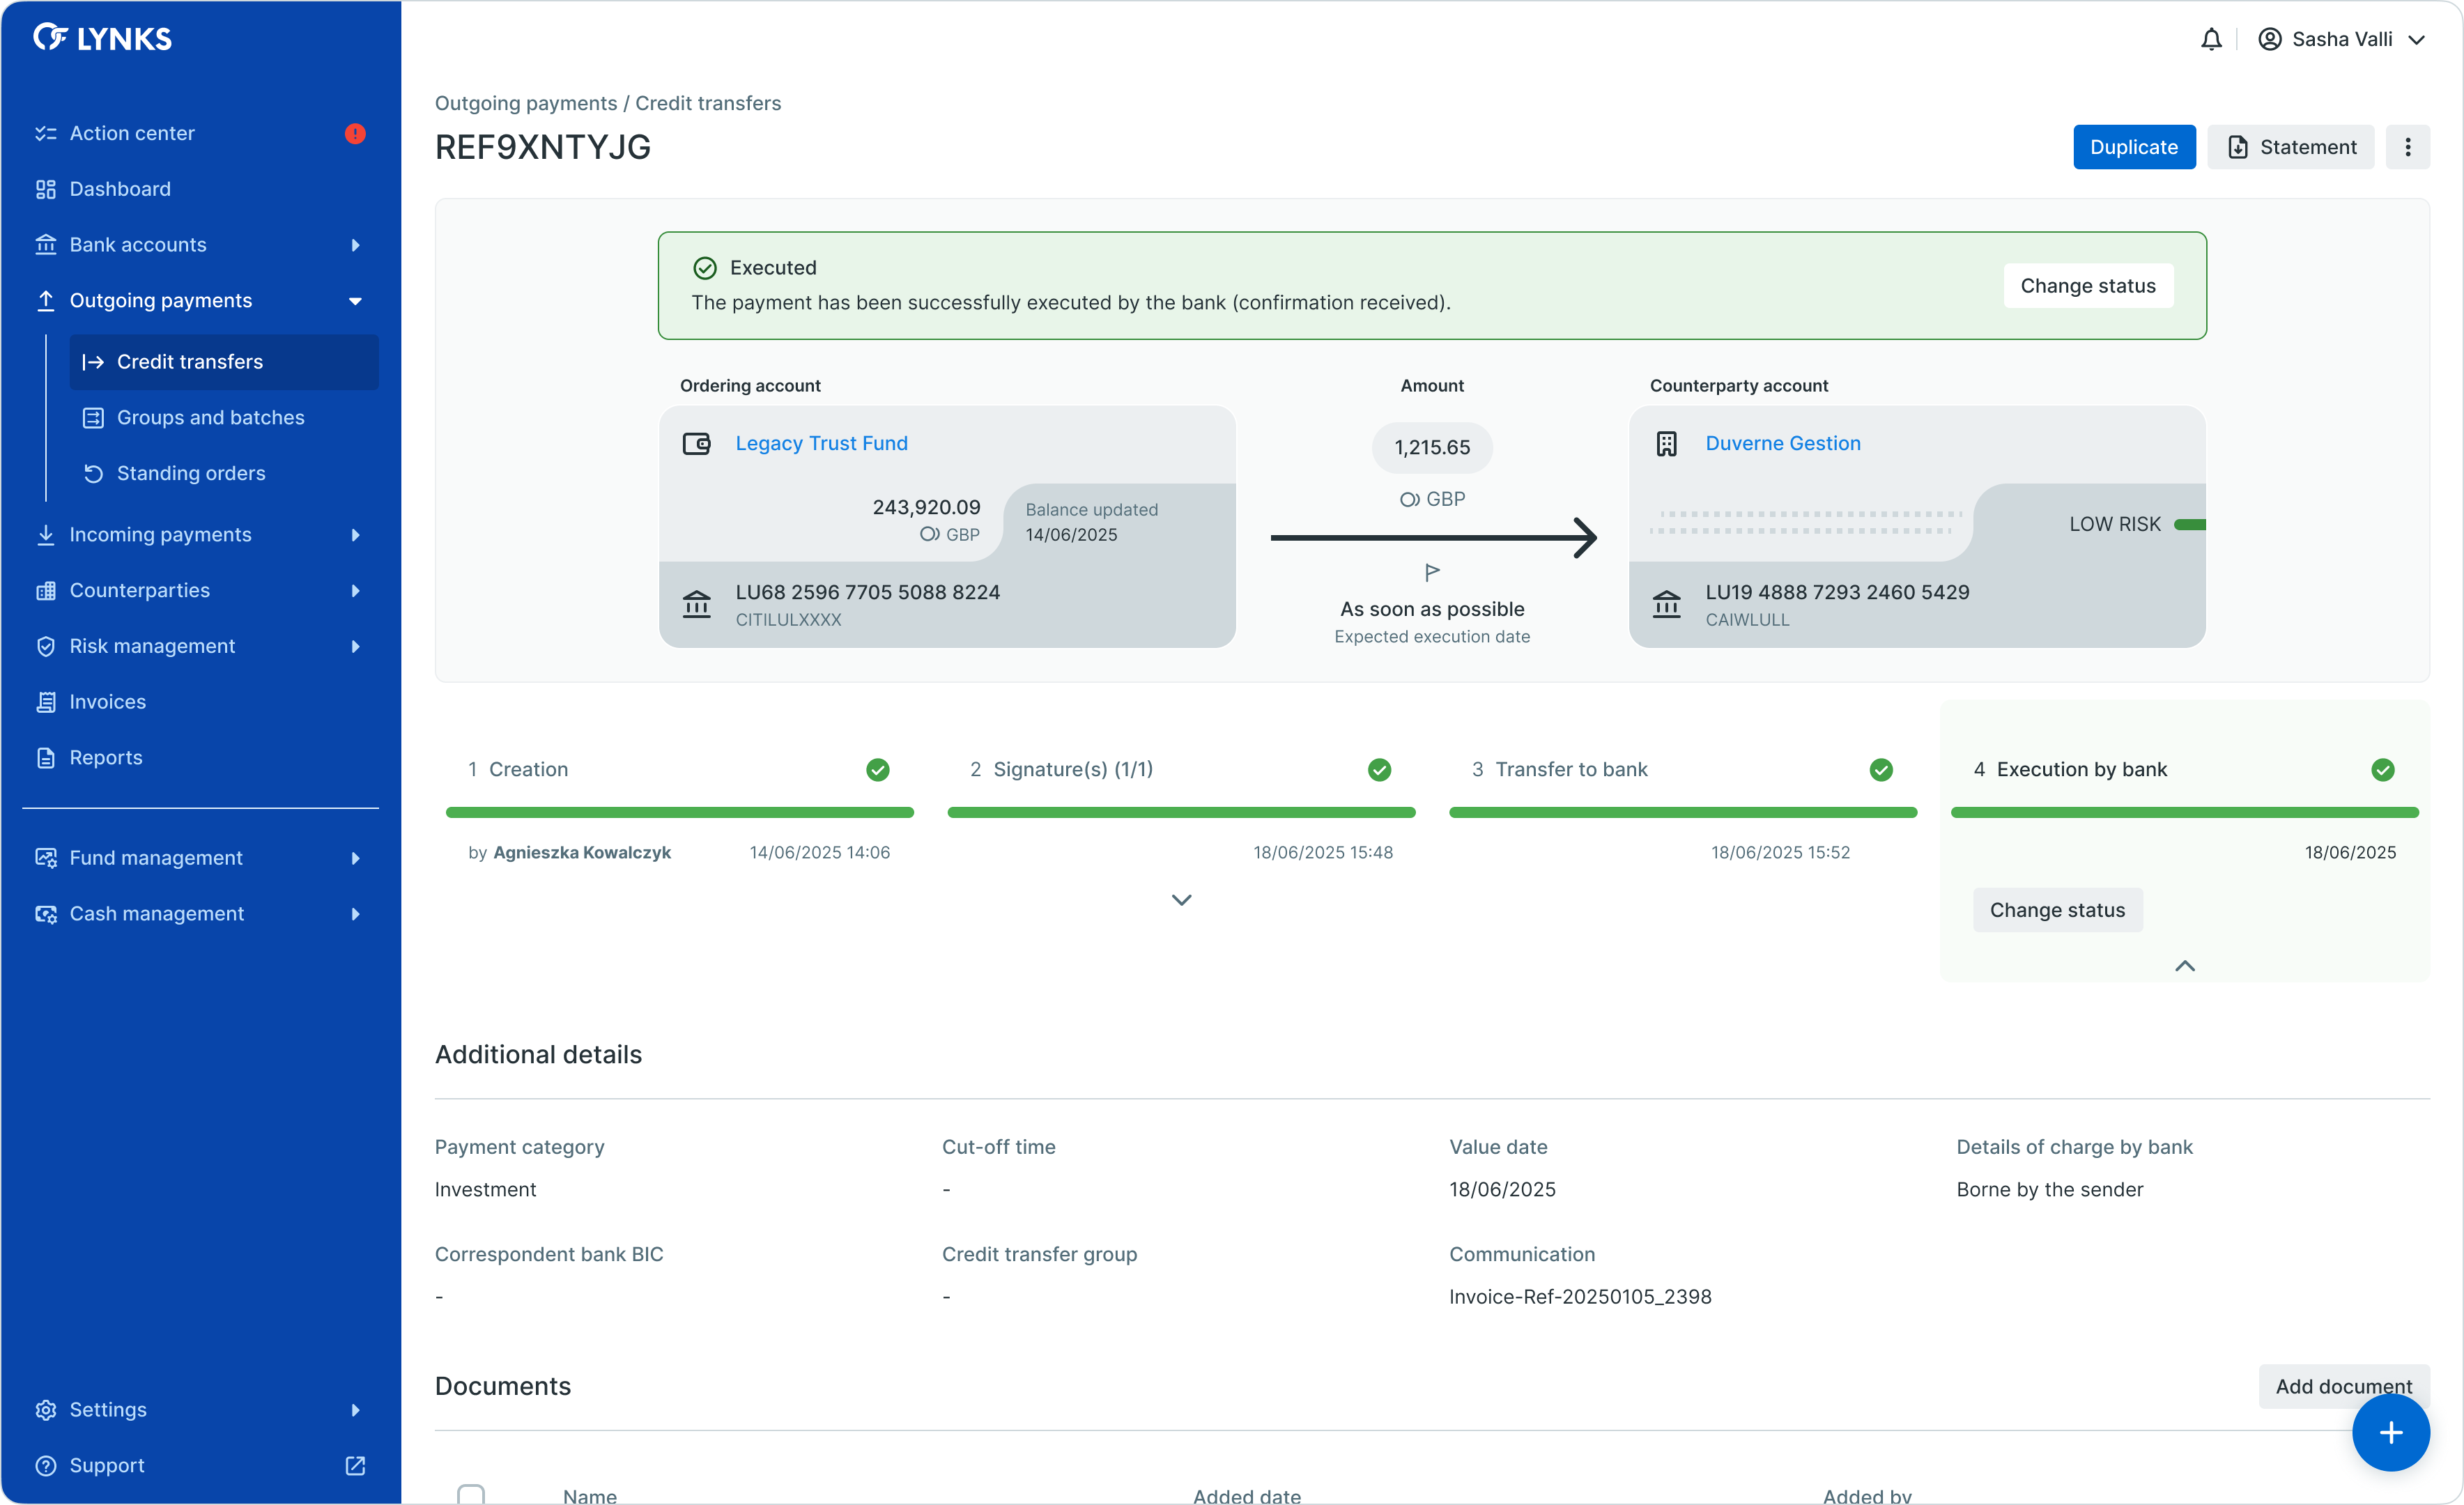 LYNKS
Sasha Valli
Action center
Dashboard
Bank accounts
Outgoing payments
Credit transfers
Groups and batches
Standing orders
Incoming payments
Counterparties
Risk management
Invoices
Reports
Fund management
Cash management
Settings
Support
Outgoing payments / Credit transfers
REF9XNTYJG
Duplicate
Statement
Executed
The payment has been successfully executed by the bank (confirmation received).
Change status
Ordering account
Legacy Trust Fund
243,920.09
GBP
Balance updated
14/06/2025
LU68 2596 7705 5088 8224
CITILULXXXX
Amount
1,215.65
GBP
As soon as possible
Expected execution date
Counterparty account
Duverne Gestion
LOW RISK
LU19 4888 7293 2460 5429
CAIWLULL
1 Creation
by Agnieszka Kowalczyk 14/06/2025 14:06
2 Signature(s) (1/1)
18/06/2025 15:48
3 Transfer to bank
18/06/2025 15:52
4 Execution by bank
18/06/2025
Change status
Additional details
Payment category
Investment
Cut-off time
-
Value date
18/06/2025
Details of charge by bank
Borne by the sender
Correspondent bank BIC
-
Credit transfer group
-
Communication
Invoice-Ref-20250105_2398
Documents
Add document
Name Added date Added by